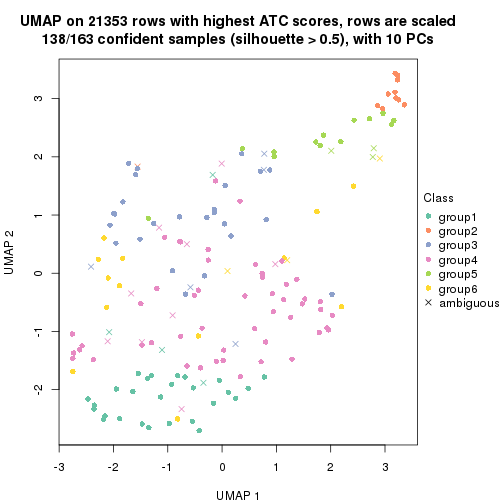 UMAP on 21353 rows with highest ATC scores, rows are scaled
138/163 confident samples (silhouette > 0.5), with 10 PCs
3
2
1
0
-1
-2
UMAP 2
-3 -2 -1 0 1 2 3
UMAP 1
Class
group1
group2
group3
group4
group5
group6
ambiguous